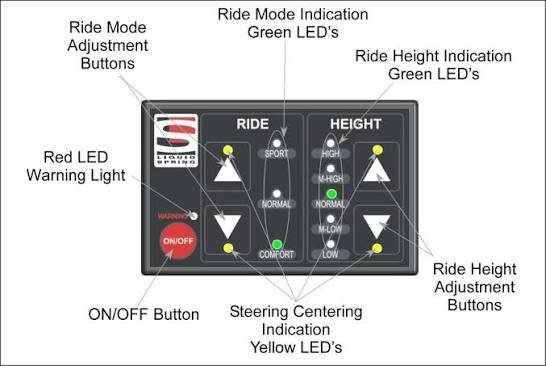 Ride Mode
Adjustment
Buttons
Ride Mode Indication
Green LED's
Ride Height Indication
Green LED's
Red LED
Warning Light
LIQUID
SPRING
RIDE
HEIGHT
SPORT
NORMAL
COMFORT
HIGH
M-HIGH
NORMAL
M-LOW
LOW
WARNING
ON/OFF
ON/OFF Button
Steering Centering
Indication
Yellow LED's
Ride Height
Adjustment
Buttons